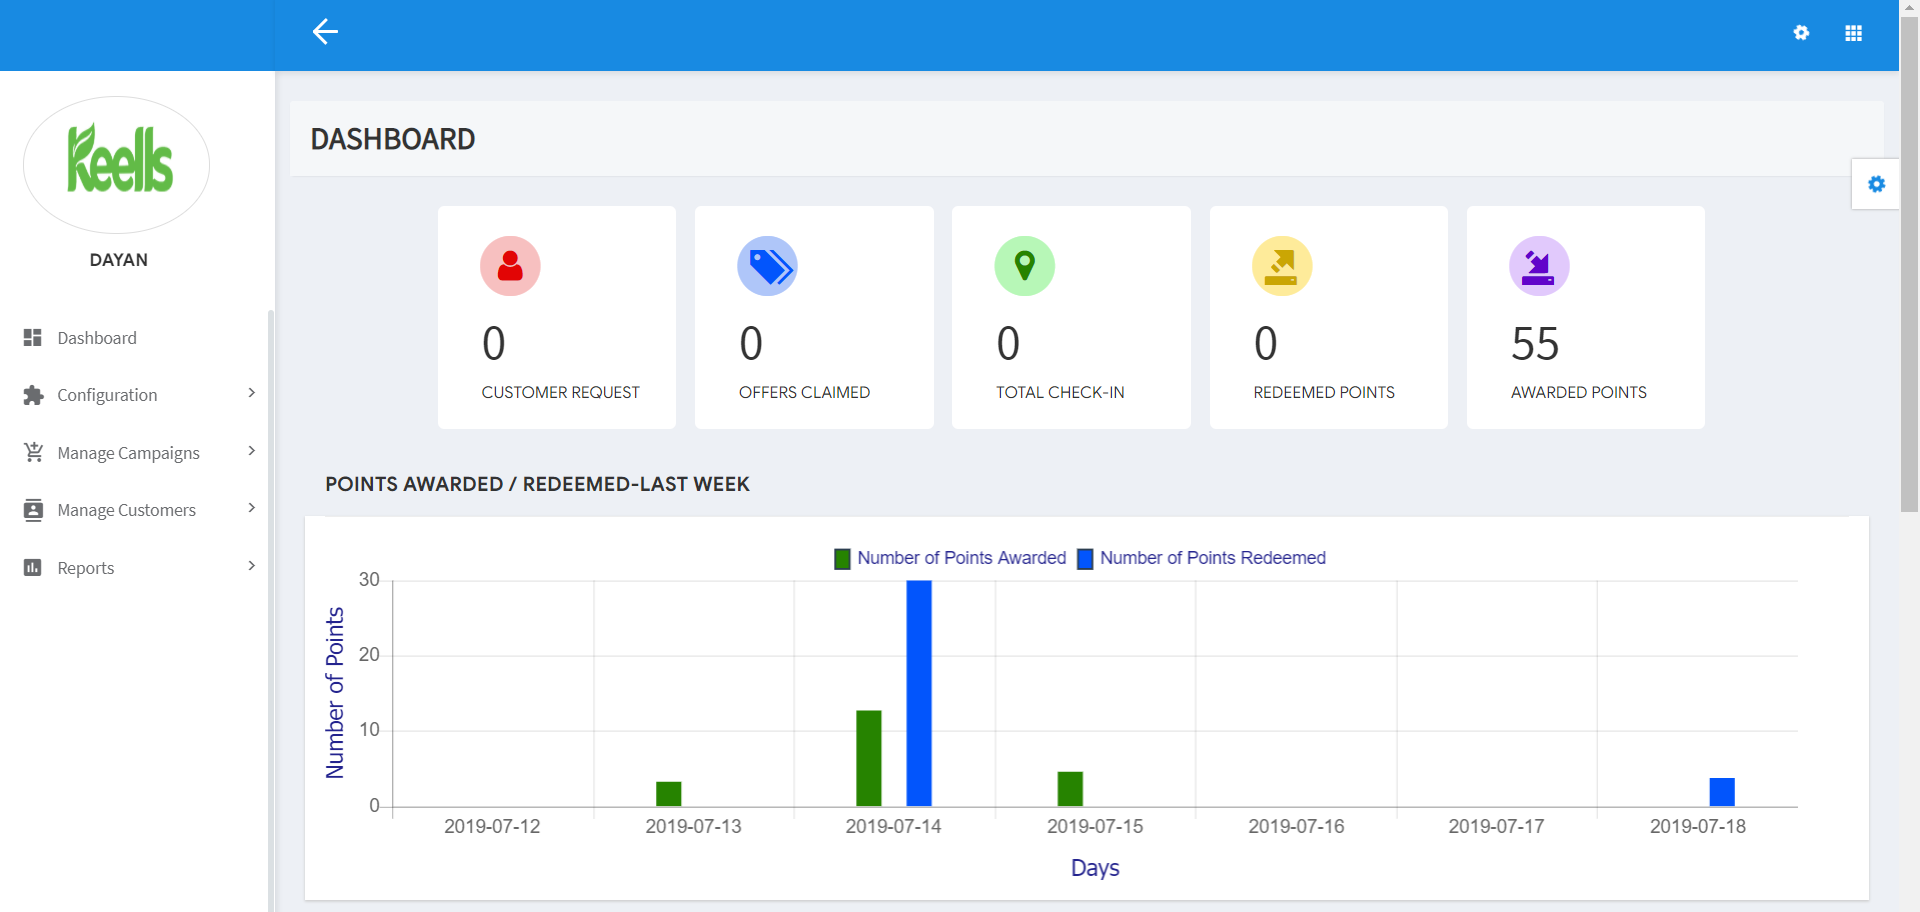 Keells
DAYAN
Dashboard
Configuration
Manage Campaigns
Manage Customers
Reports
DASHBOARD
0
CUSTOMER REQUEST
0
OFFERS CLAIMED
0
TOTAL CHECK-IN
0
REDEEMED POINTS
55
AWARDED POINTS
POINTS AWARDED / REDEEMED-LAST WEEK
Number of Points Awarded Number of Points Redeemed
Number of Points
30
20
10
0
2019-07-12 2019-07-13 2019-07-14 2019-07-15 2019-07-16 2019-07-17 2019-07-18
Days